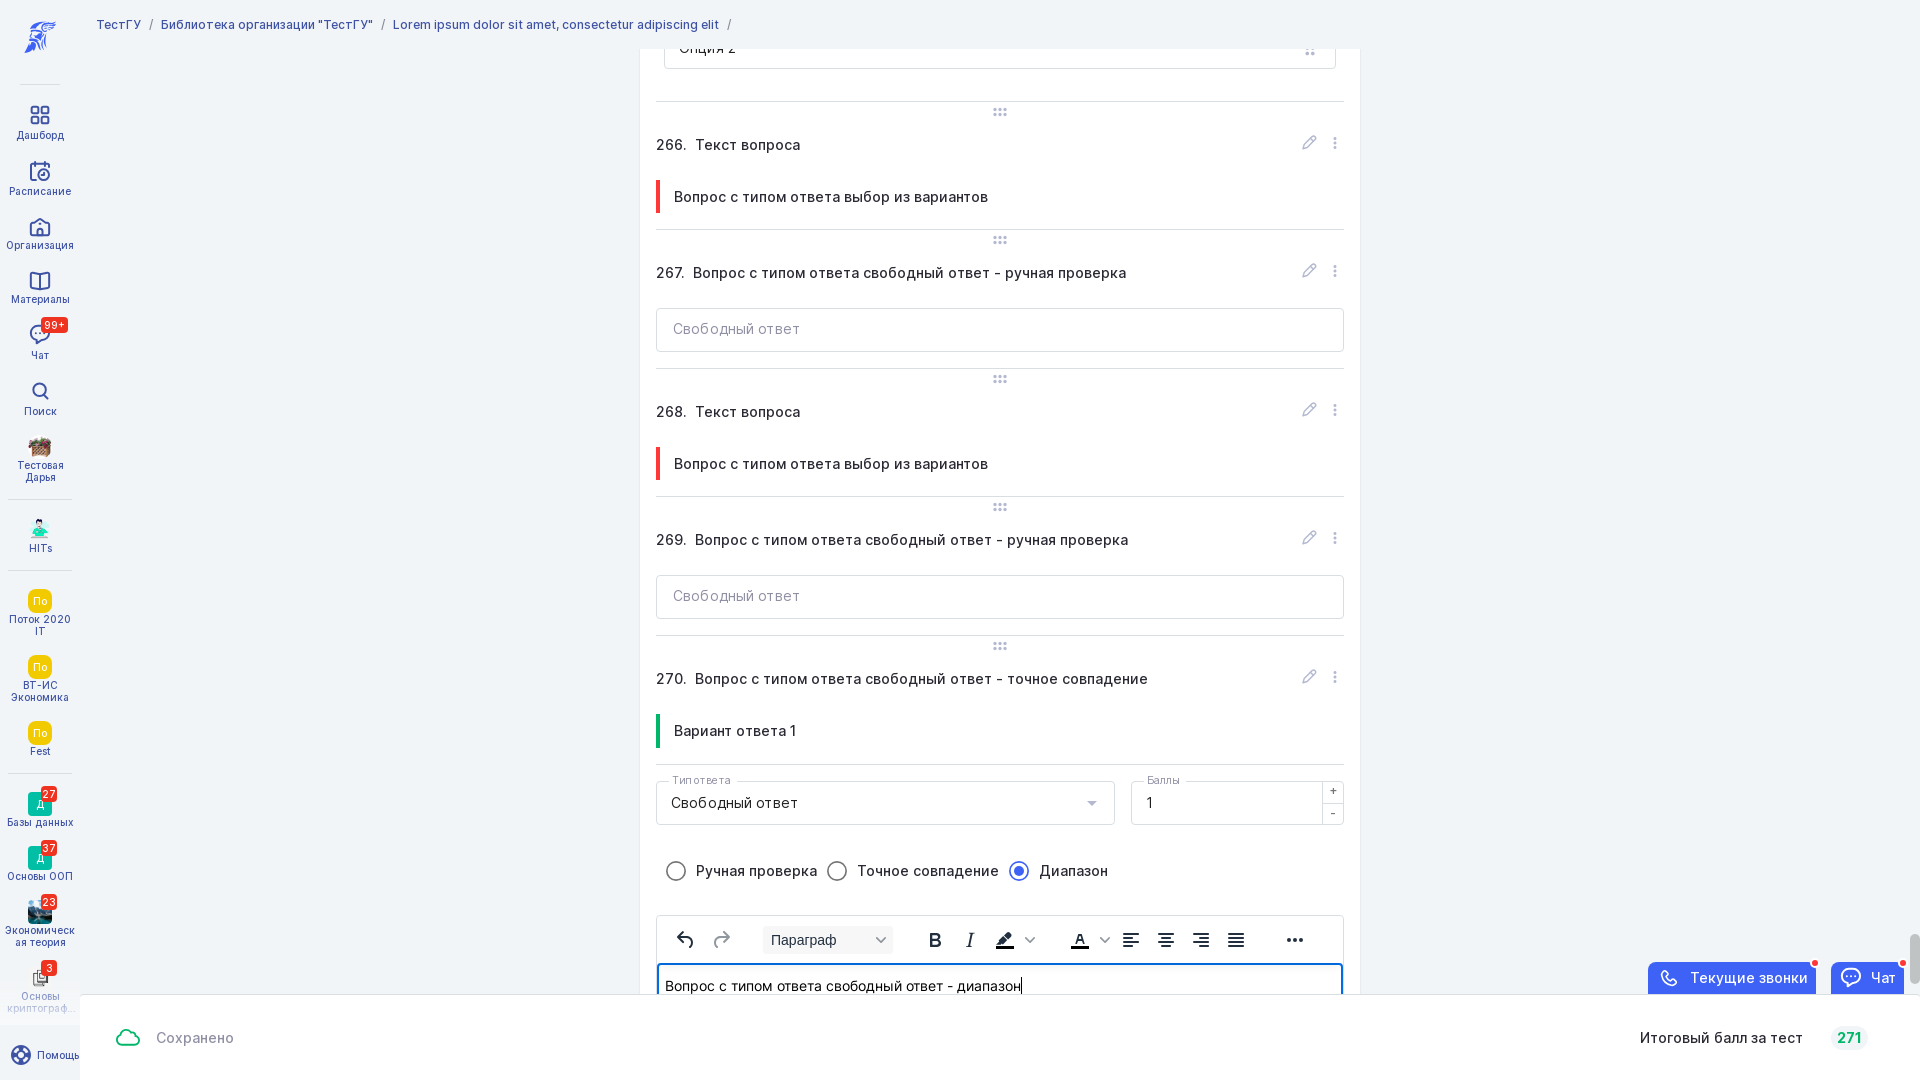 ТестГУ / Библиотека организации "ТестГУ" / Lorem ipsum dolor sit amet, consectetur adipiscing elit /
Дашборд
Расписание
Организация
Материалы
99+
Чат
Поиск
Тестовая
Дарья
HITs
По
Поток 2020
IT
По
ВТ-ИС
Экономика
По
Fest
27
Д
Базы данных
37
Д
Основы ООП
23
Экономическ
ая теория
3
Основы
криптограф...
Помощь
Опция 2
266. Текст вопроса
Вопрос с типом ответа выбор из вариантов
267. Вопрос с типом ответа свободный ответ - ручная проверка
Свободный ответ
268. Текст вопроса
Вопрос с типом ответа выбор из вариантов
269. Вопрос с типом ответа свободный ответ - ручная проверка
Свободный ответ
270. Вопрос с типом ответа свободный ответ - точное совпадение
Вариант ответа 1
Тип ответа
Свободный ответ
Баллы
1
+
-
Ручная проверка Точное совпадение Диапазон
Параграф B I A
Вопрос с типом ответа свободный ответ - диапазон
Текущие звонки
Чат
Сохранено
Итоговый балл за тест 271